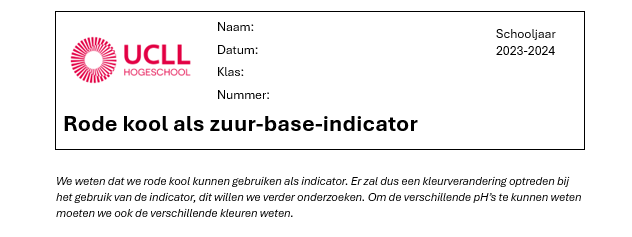 UCLL
HOGESCHOOL
Naam:
Datum:
Klas:
Nummer:
Schooljaar
2023-2024
Rode kool als zuur-base-indicator
We weten dat we rode kool kunnen gebruiken als indicator. Er zal dus een kleurverandering optreden bij
het gebruik van de indicator, dit willen we verder onderzoeken. Om de verschillende pH’s te kunnen weten
moeten we ook de verschillende kleuren weten.